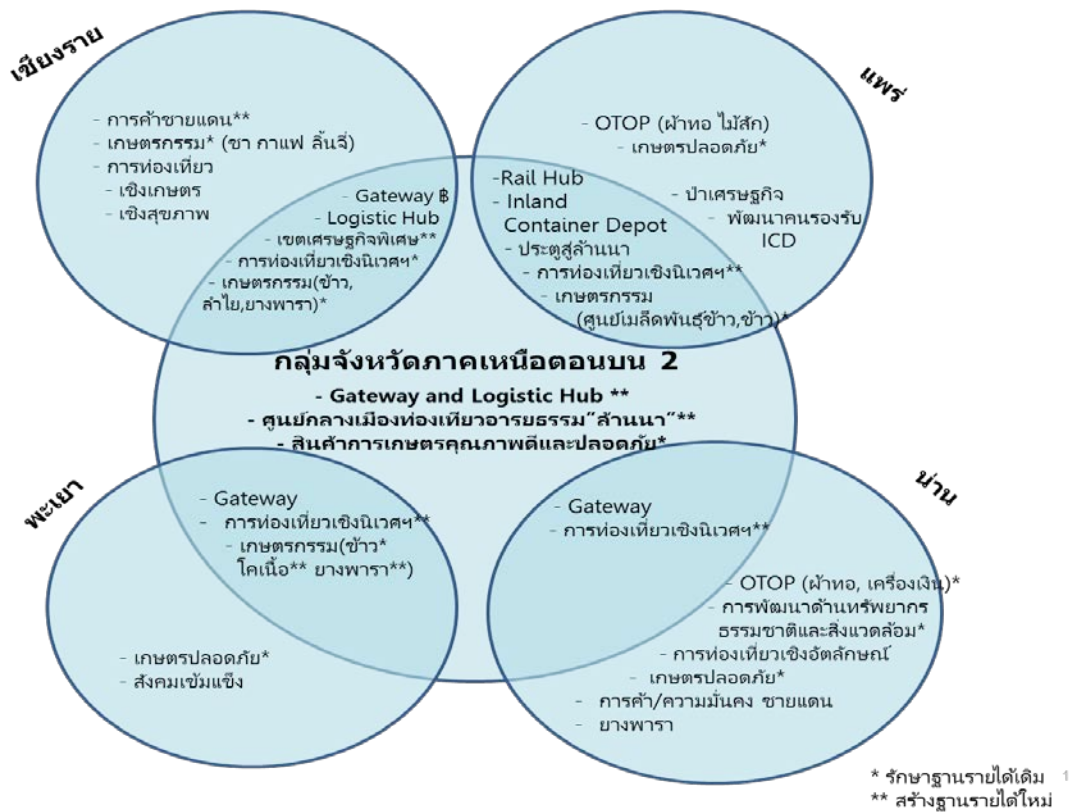 เชียงราย
- การค้าชายแดน**
- เกษตรกรรม* (ชา กาแฟ ลิ้นจี่)
- การท่องเที่ยว
- เชิงเกษตร
- เชิงสุขภาพ
- Gateway ฿
- Logistic Hub
- เขตเศรษฐกิจพิเศษ**
- การท่องเที่ยวเชิงนิเวศฯ*
- เกษตรกรรม(ข้าว,
ลำไย,ยางพารา)*
แพร่
- OTOP (ผ้าทอ ไม้สัก)
- เกษตรปลอดภัย*
- ป่าเศรษฐกิจ
- พัฒนาคนรองรับ
ICD
-Rail Hub
- Inland
Container Depot
- ประตูสู่ล้านนา
- การท่องเที่ยวเชิงนิเวศฯ**
- เกษตรกรรม
(ศูนย์เมล็ดพันธุ์ข้าว,ข้าว)*
กลุ่มจังหวัดภาคเหนือตอนบน 2
- Gateway and Logistic Hub **
- ศูนย์กลางเมืองท่องเทียวอารยธรรม"ล้านนา"**
- สินค้าการเกษตรคุณภาพดีและปลอดภัย*
พะเยา
- Gateway
- การท่องเที่ยวเชิงนิเวศฯ**
- เกษตรกรรม(ข้าว*
โคเนื้อ** ยางพารา**)
- เกษตรปลอดภัย*
- สังคมเข้มแข็ง
น่าน
- Gateway
- การท่องเที่ยวเชิงนิเวศฯ**
- OTOP (ผ้าทอ, เครื่องเงิน)*
- การพัฒนาด้านทรัพยากร
ธรรมชาติและสิ่งแวดล้อม*
- การท่องเที่ยวเชิงอัตลักษณ์
- เกษตรปลอดภัย*
- การค้า/ความมั่นคง ชายแดน
- ยางพารา
* รักษาฐานรายได้เดิม
** สร้างฐานรายได้ใหม่
1